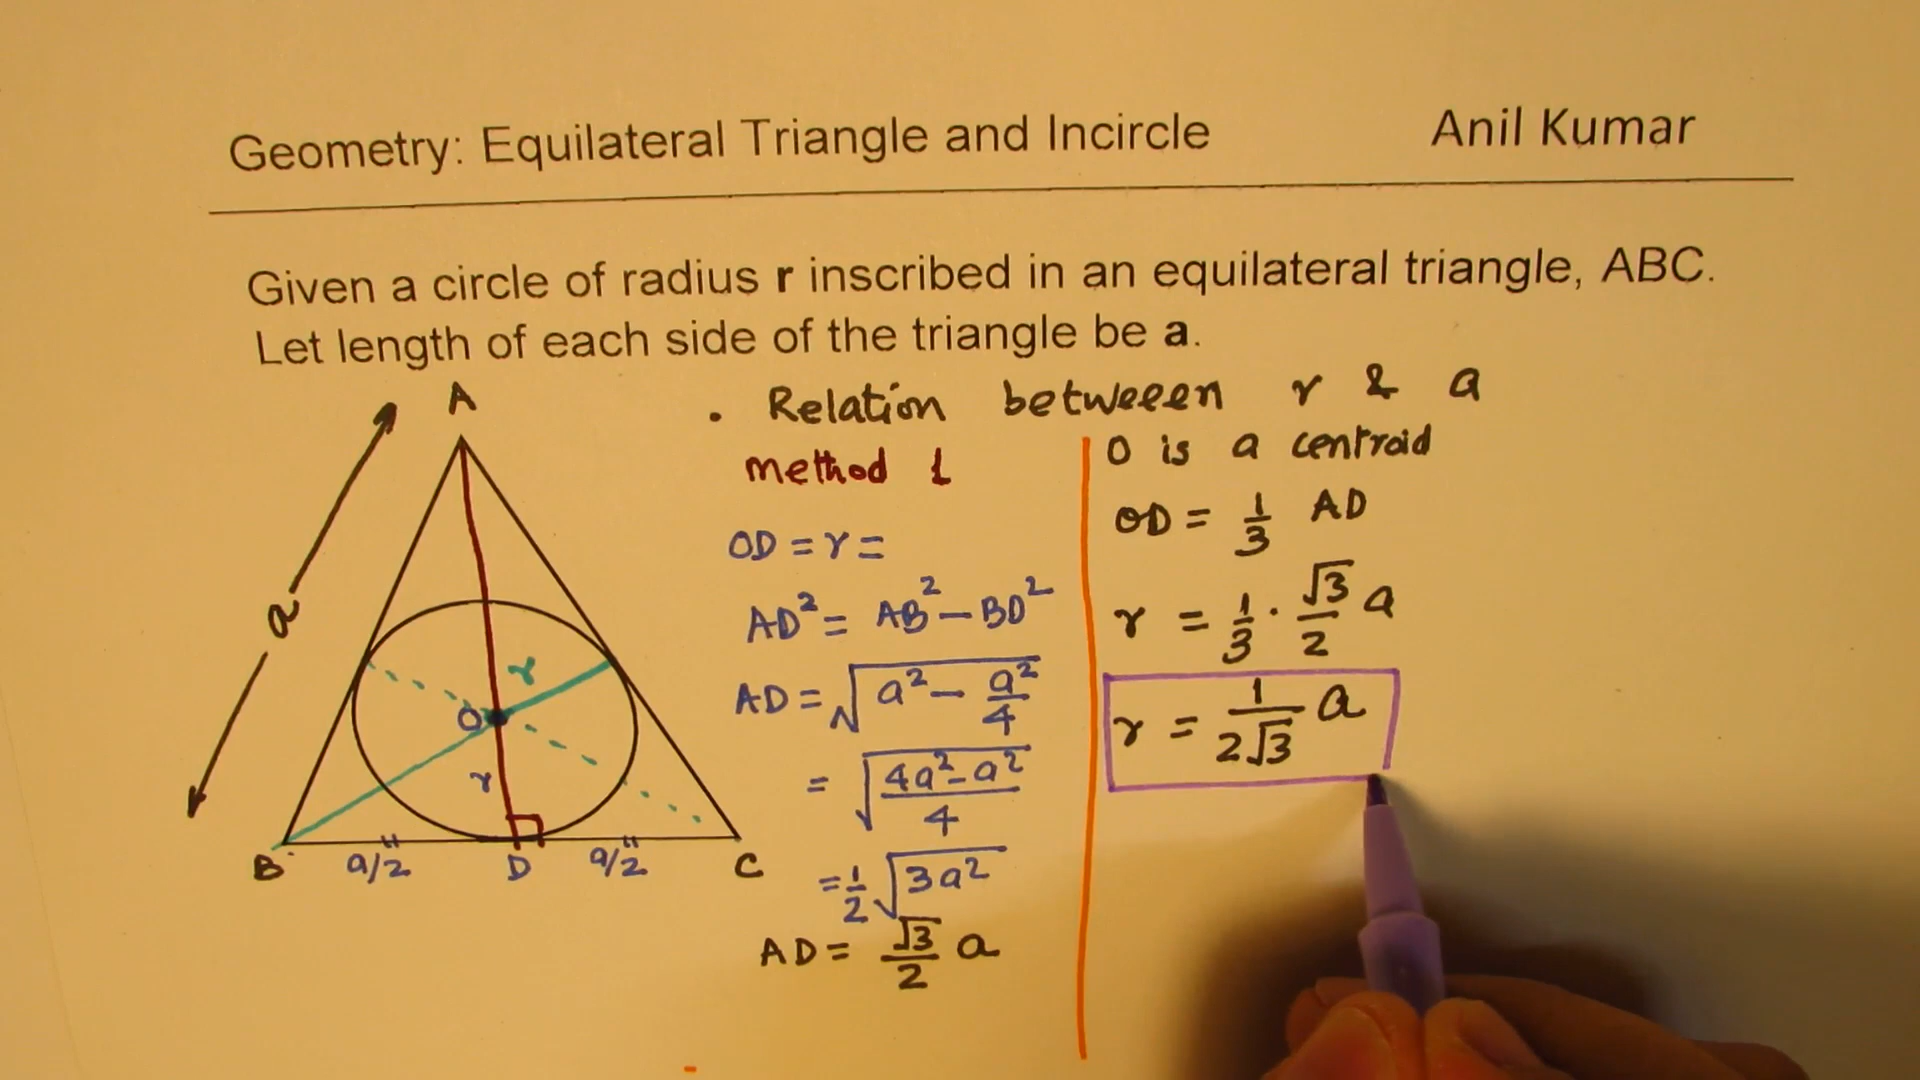 Geometry: Equilateral Triangle and Incircle Anil Kumar
Given a circle of radius r inscribed in an equilateral triangle, ABC.
Let length of each side of the triangle be a.
. Relation betweeen r & a
method 1
OD = r =
AD² = AB² − BD²
AD = √(a² − a²/4)
= √((4a² − a²)/4)
= 1/2 √(3a²)
AD = √3/2 a
O is a centroid
OD = 1/3 AD
r = 1/3 · √3/2 a
r = 1/(2√3) a
A
a
r
O
r
B
a/2
D
a/2
C